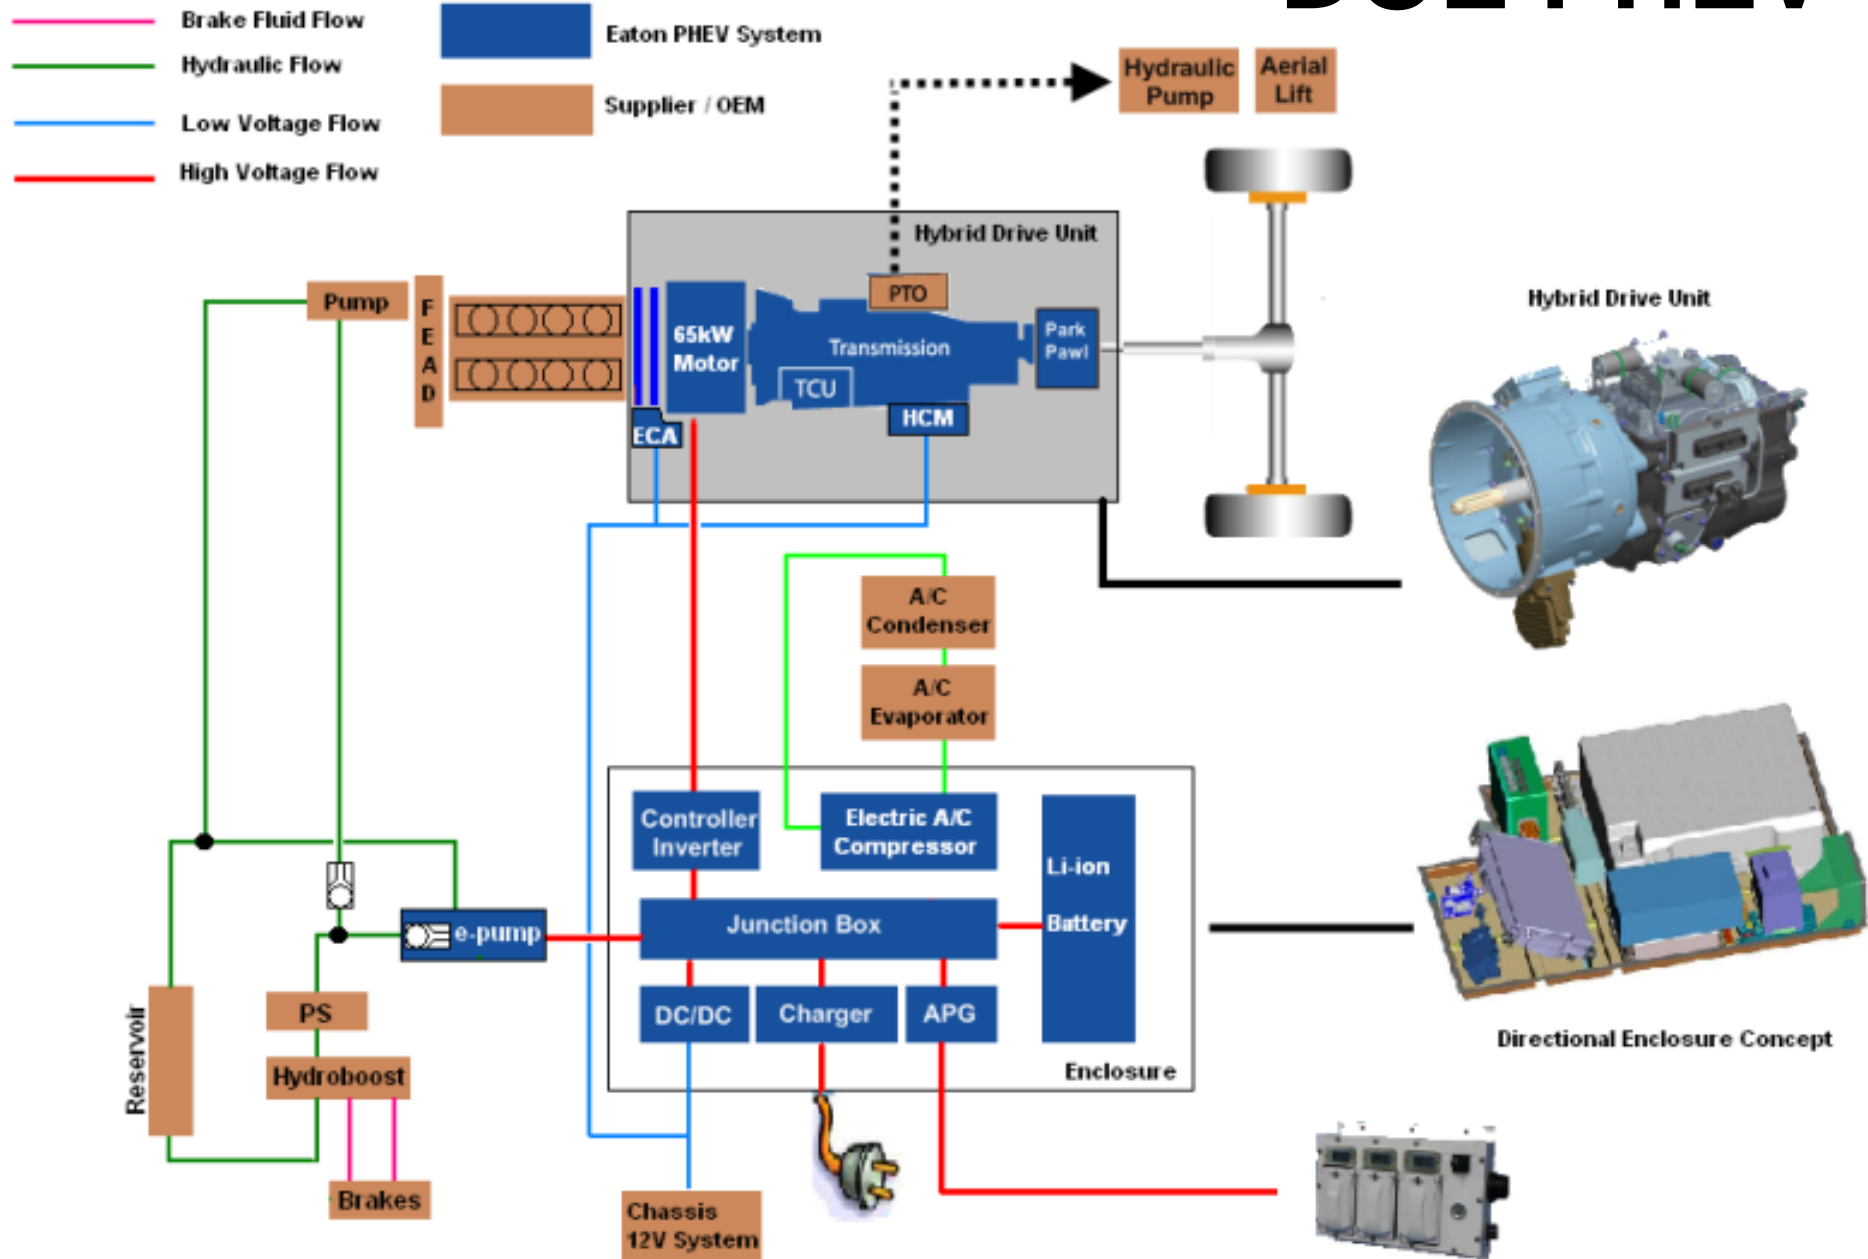 Brake Fluid Flow
Hydraulic Flow
Low Voltage Flow
High Voltage Flow
Eaton PHEV System
Supplier / OEM
Hydraulic
Pump
Aerial
Lift
Hybrid Drive Unit
Pump
F
E
A
D
65kW
Motor
PTO
Transmission
TCU
Park
Pawl
ECA
HCM
Hybrid Drive Unit
A/C
Condenser
A/C
Evaporator
Controller
Inverter
Electric A/C
Compressor
Li-ion
Battery
Junction Box
e-pump
DC/DC
Charger
APG
Enclosure
Reservoir
PS
Hydroboost
Brakes
Chassis
12V System
Directional Enclosure Concept